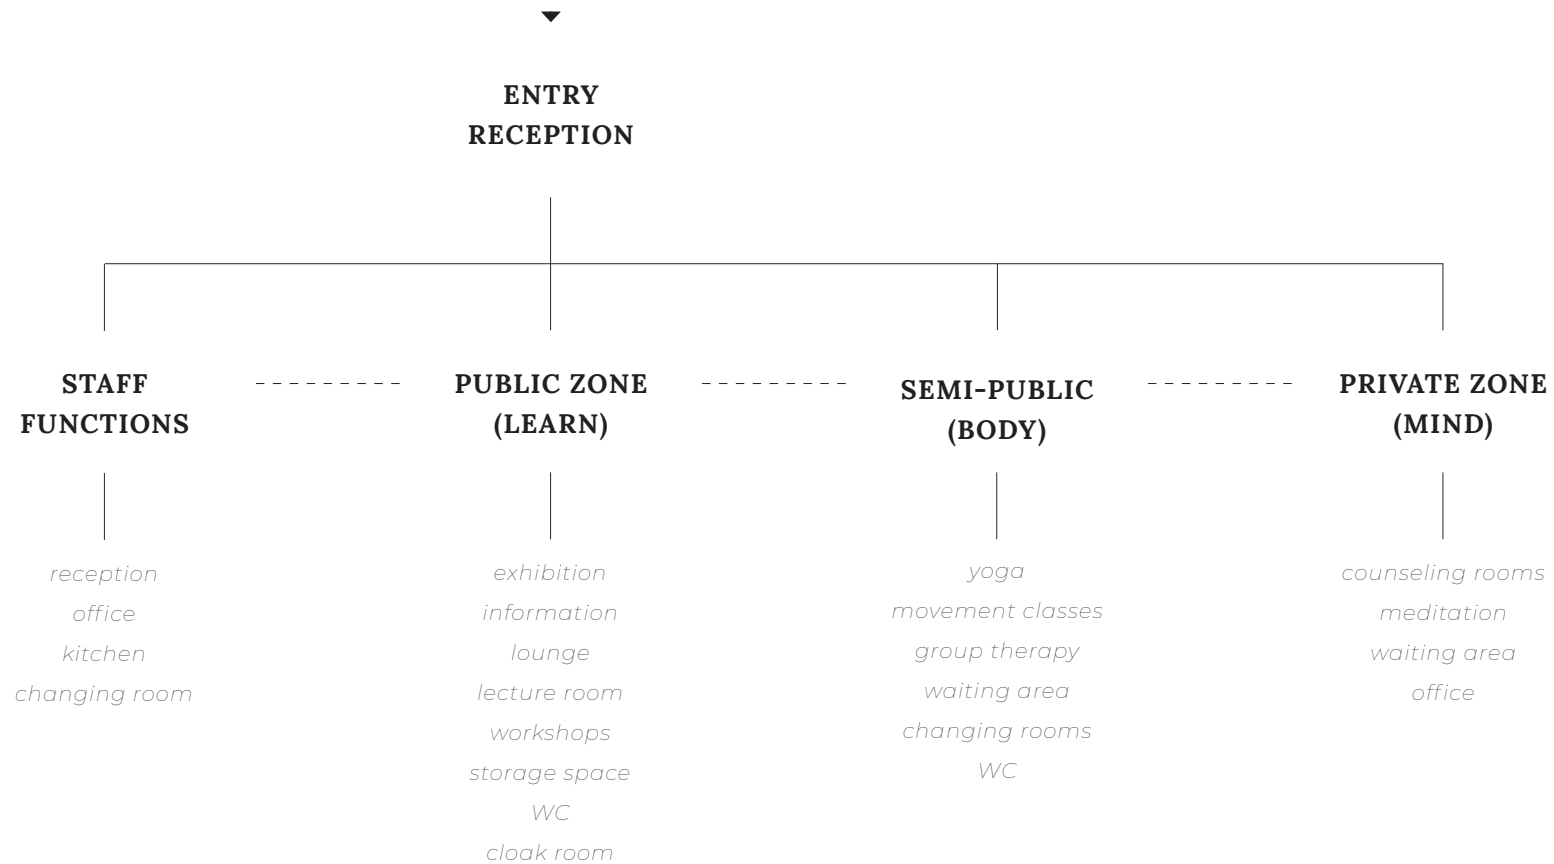 ENTRY
RECEPTION
STAFF
FUNCTIONS
reception
office
kitchen
changing room
PUBLIC ZONE
(LEARN)
exhibition
information
lounge
lecture room
workshops
storage space
WC
cloak room
SEMI-PUBLIC
(BODY)
yoga
movement classes
group therapy
waiting area
changing rooms
WC
PRIVATE ZONE
(MIND)
counseling rooms
meditation
waiting area
office